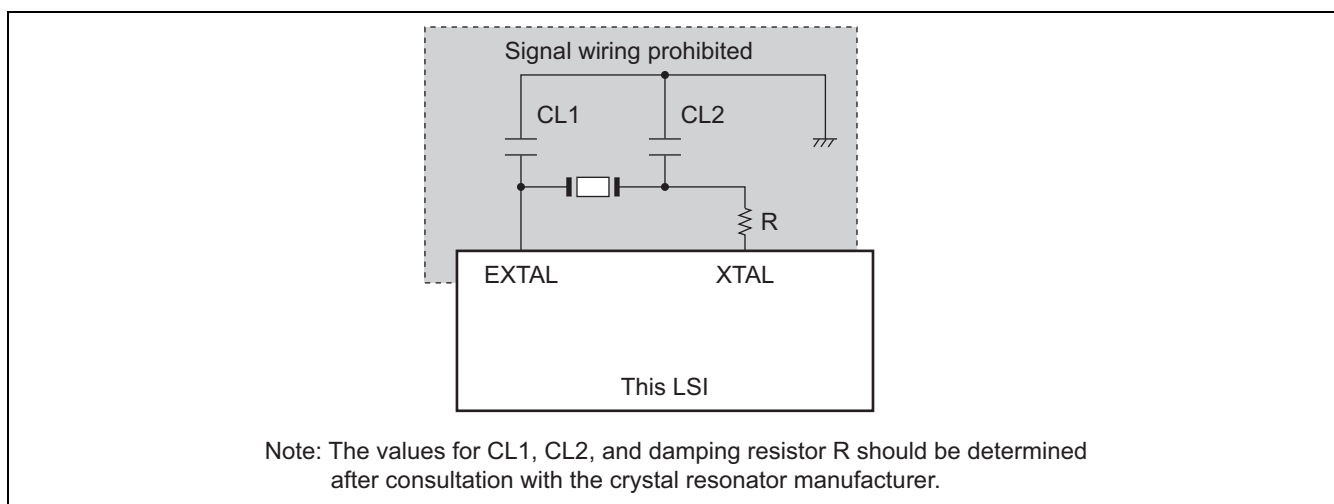 Signal wiring prohibited
CL1
CL2
R
EXTAL
XTAL
This LSI
Note: The values for CL1, CL2, and damping resistor R should be determined
after consultation with the crystal resonator manufacturer.